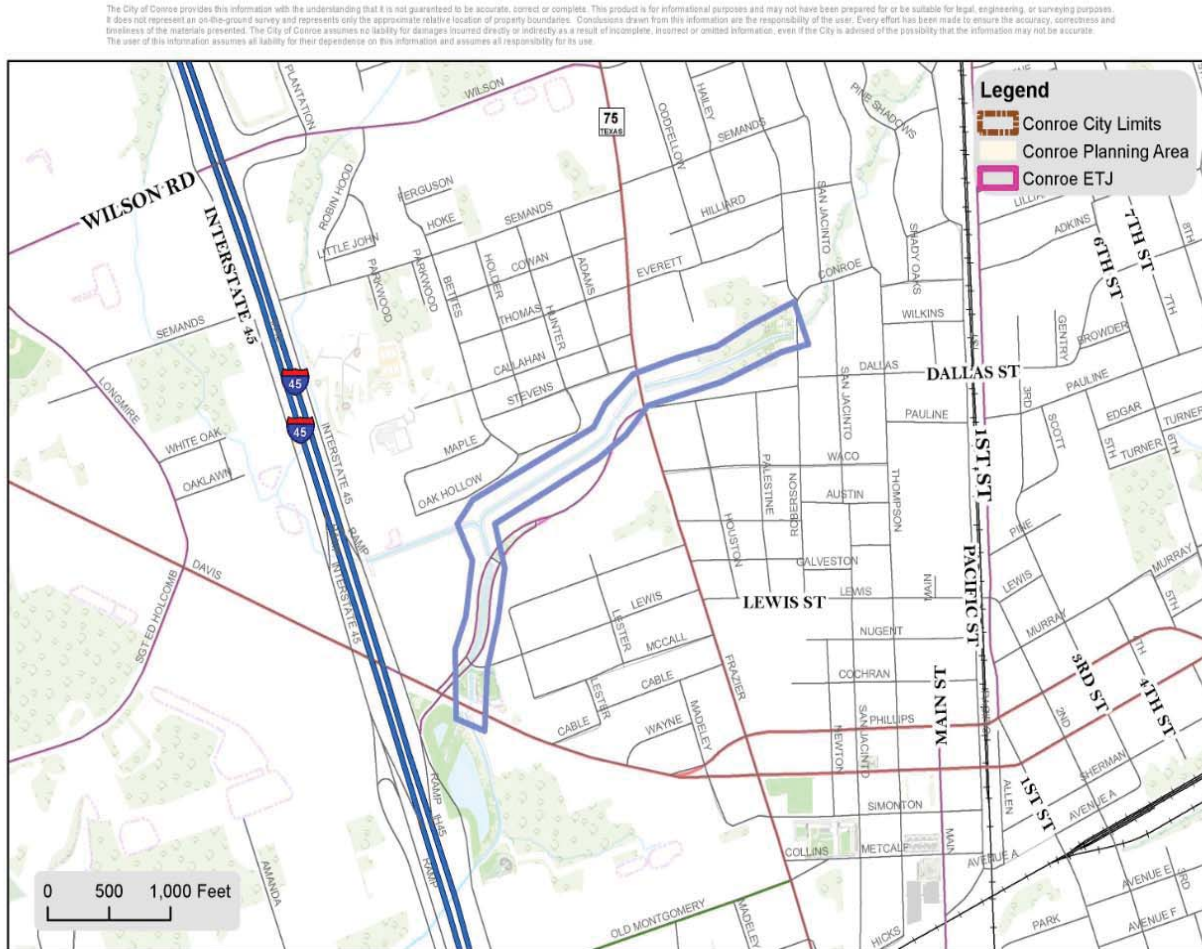 The City of Conroe provides this information with the understanding that it is not guaranteed to be accurate, correct or complete. This product is for informational purposes and may not have been prepared for or be suitable for legal, engineering, or surveying purposes.
It does not represent an on-the-ground survey and represents only the approximate relative location of property boundaries. Conclusions drawn from this information are the responsibility of the user. Every effort has been made to ensure the accuracy, correctness and
timeliness of the materials presented. The City of Conroe assumes no liability for damages incurred directly or indirectly as a result of incomplete, incorrect or omitted information, even if the City is advised of the possibility that the information may not be accurate.
The user of this information assumes all liability for their dependence on this information and assumes all responsibility for its use.
Legend
Conroe City Limits
Conroe Planning Area
Conroe ETJ
PLANTATION
WILSON
75
TEXAS
ODDFELLOW
HAILEY
SEMANDS
PINE SHADOWS
WILSON RD
INTERSTATE 45
ROBIN HOOD
FERGUSON
HOKE
SEMANDS
LITTLE JOHN
PARKWOOD
PARKWOOD
BETTES
HOLDER
COWAN
ADAMS
EVERETT
HILLIARD
SAN JACINTO
CONROE
SHADY OAKS
ADKINS
6TH ST
7TH ST
8TH
7TH
THOMAS
HUNTER
WILKINS
GENTRY
BROWDER
SEMANDS
CALLAHAN
STEVENS
DALLAS
DALLAS ST
PAULINE
LONGMIRE
45
45
INTERSTATE 45
SAN JACINTO
PAULINE
3RD
SCOTT
EDGAR
TURNER
5TH
TURNER
6TH
WHITE OAK
OAKLAWN
MAPLE
OAK HOLLOW
1ST, ST
WACO
PALESTINE
ROBERSON
AUSTIN
THOMPSON
HOUSTON
PINE
RAMP
INTERSTATE 45
DAVIS
GALVESTON
PACIFIC ST
LEWIS
MURRAY
SGT ED HOLCOMB
LESTER
LEWIS
LEWIS ST
LEWIS
MAIN
MURRAY
5TH
MCCALL
NUGENT
4TH
FRAZIER
COCHRAN
3RD ST
4TH ST
CABLE
LESTER
CABLE
WAYNE
MADELEY
NEWTON
SAN JACINTO
PHILLIPS
MAIN ST
2ND
RAMP
IH45
SHERMAN
ALLEN
1ST ST
AVENUE A
SIMONTON
MAIN
COLLINS
METCALF
AVENUE A
RAMP
AMANDA
0 500 1,000 Feet
AVENUE E
3RD
OLD MONTGOMERY
MADELEY
HICKS
PARK
AVENUE F